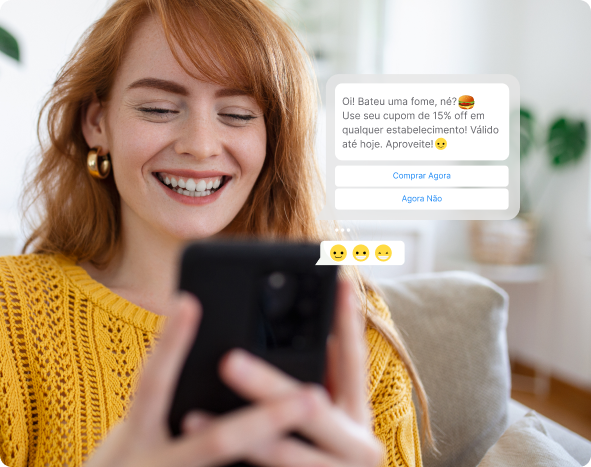 Oi! Bateu uma fome, né?🍔
Use seu cupom de 15% off em
qualquer estabelecimento! Válido
até hoje. Aproveite!🙂
Comprar Agora
Agora Não